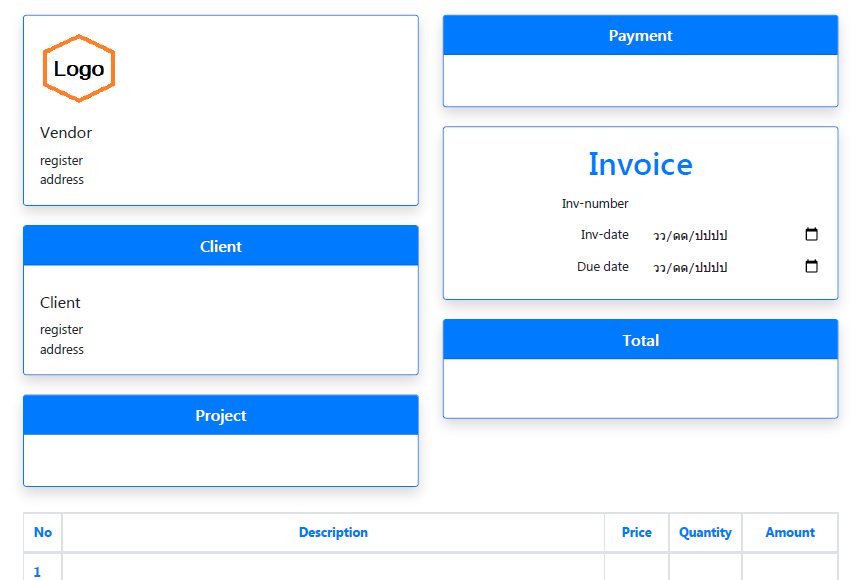 Logo
Vendor
register
address
Client
Client
register
address
Project
Payment
Invoice
Inv-number
Inv-date วว/ดด/ปปปป
Due date วว/ดด/ปปปป
Total
No Description Price Quantity Amount
1